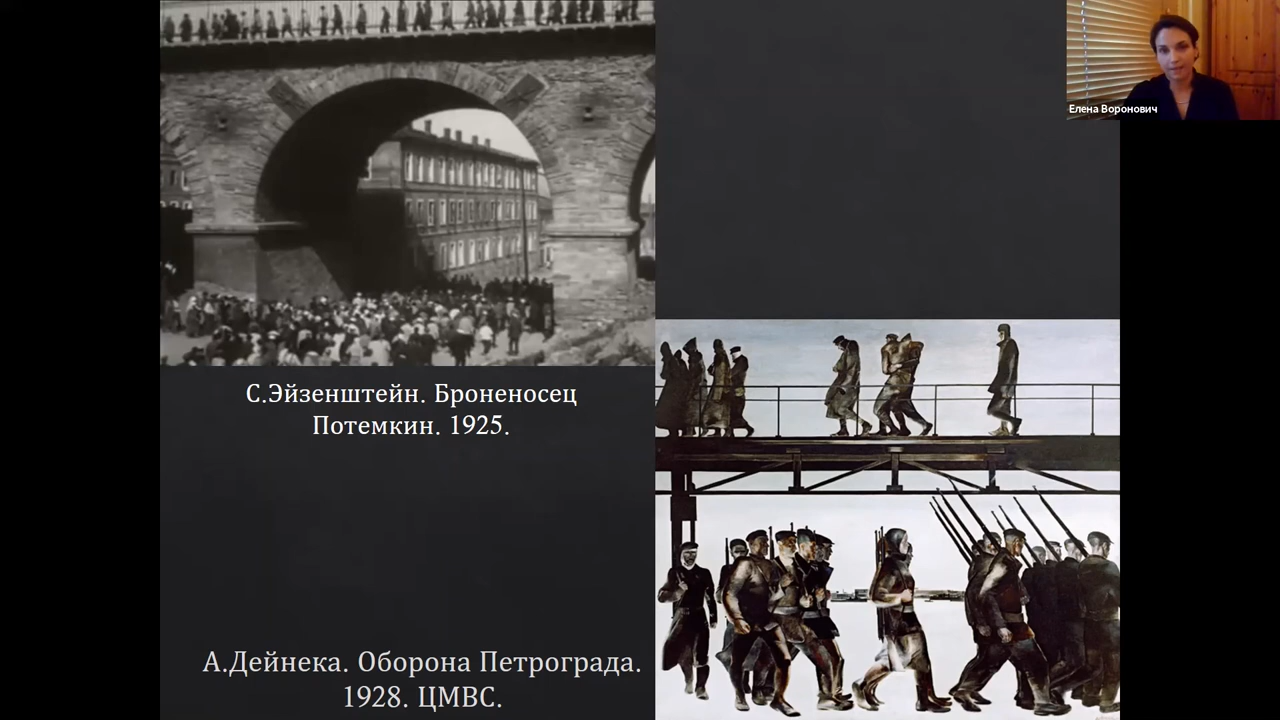 Елена Воронович
С.Эйзенштейн. Броненосец
Потемкин. 1925.
А.Дейнека. Оборона Петрограда.
1928. ЦМВС.